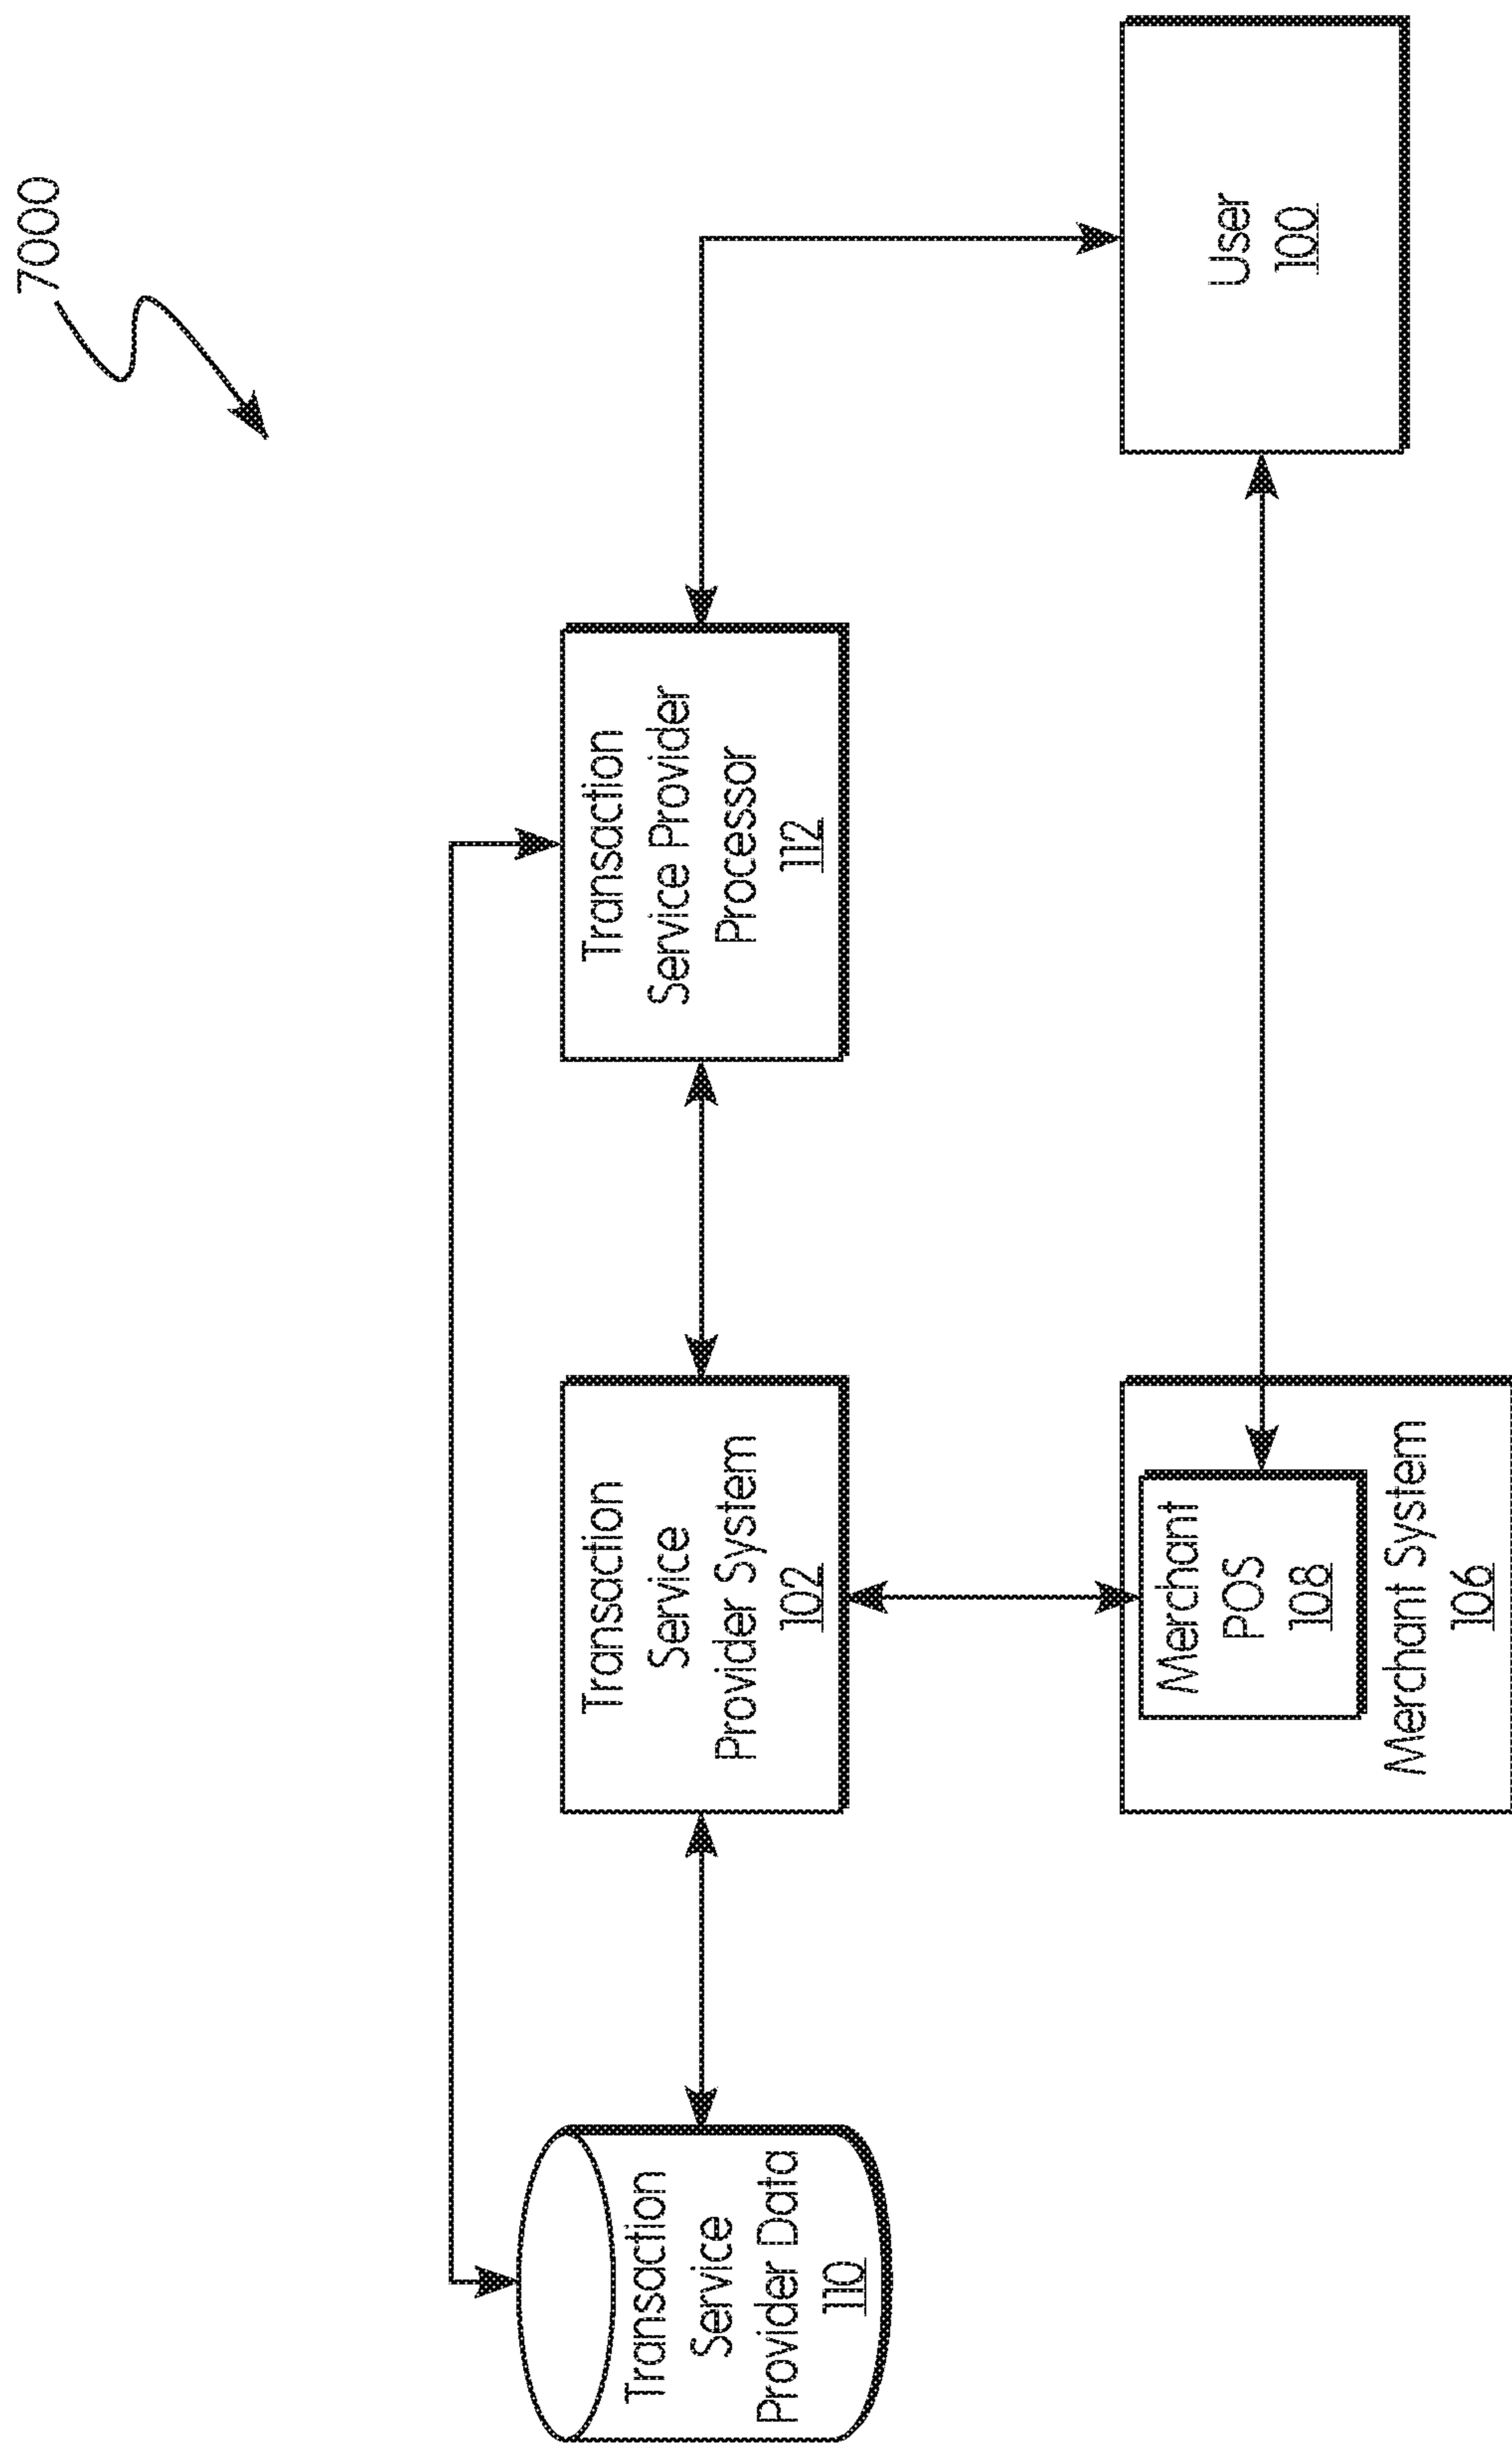 7000
Transaction
Service
Provider Data
110
Transaction
Service
Provider System
102
Transaction
Service Provider
Processor
112
Merchant
POS
108
Merchant System
106
User
100